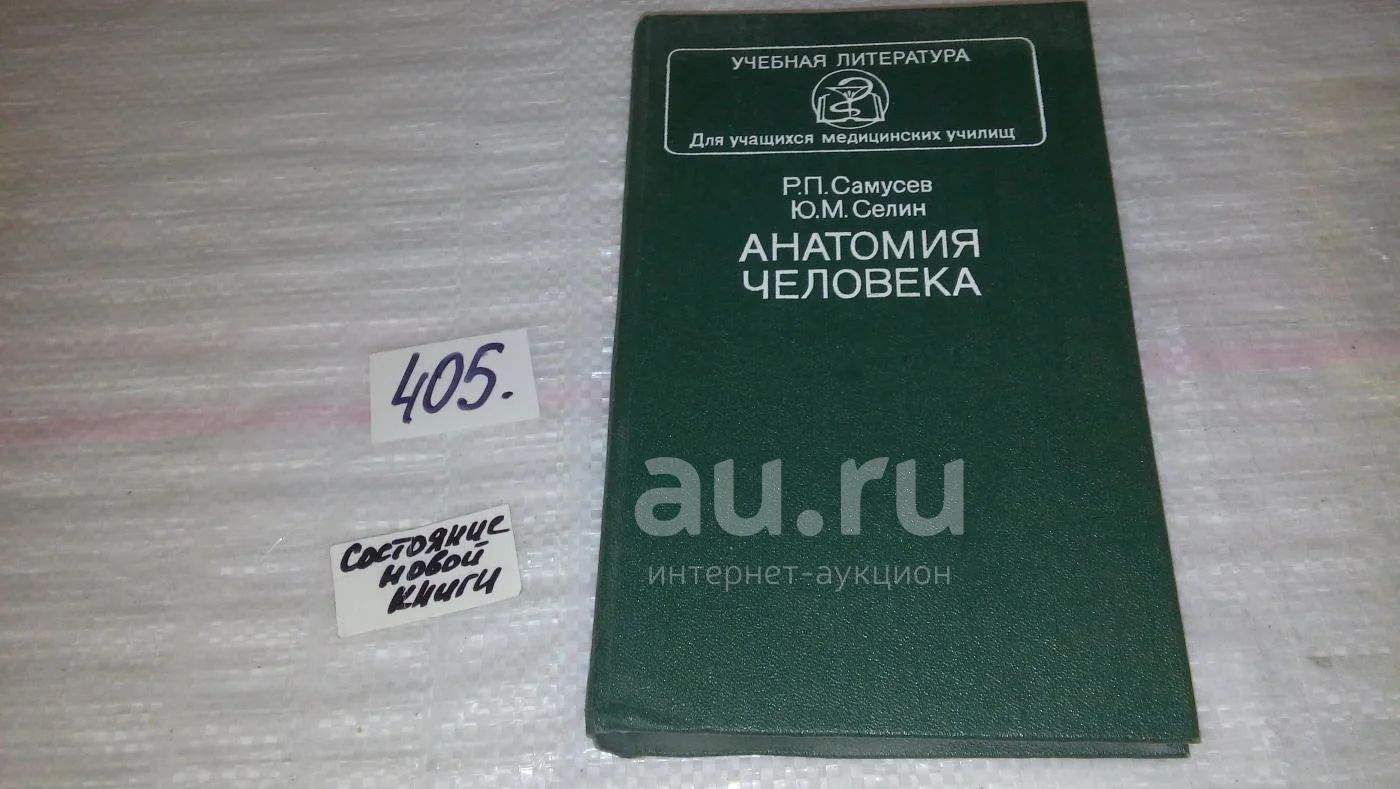 УЧЕБНАЯ ЛИТЕРАТУРА
Для учащихся медицинских училищ
Р.П.Самусев
Ю.М.Селин
АНАТОМИЯ
ЧЕЛОВЕКА
405.
Состояние
новой
книги
au.ru
интернет-аукцион